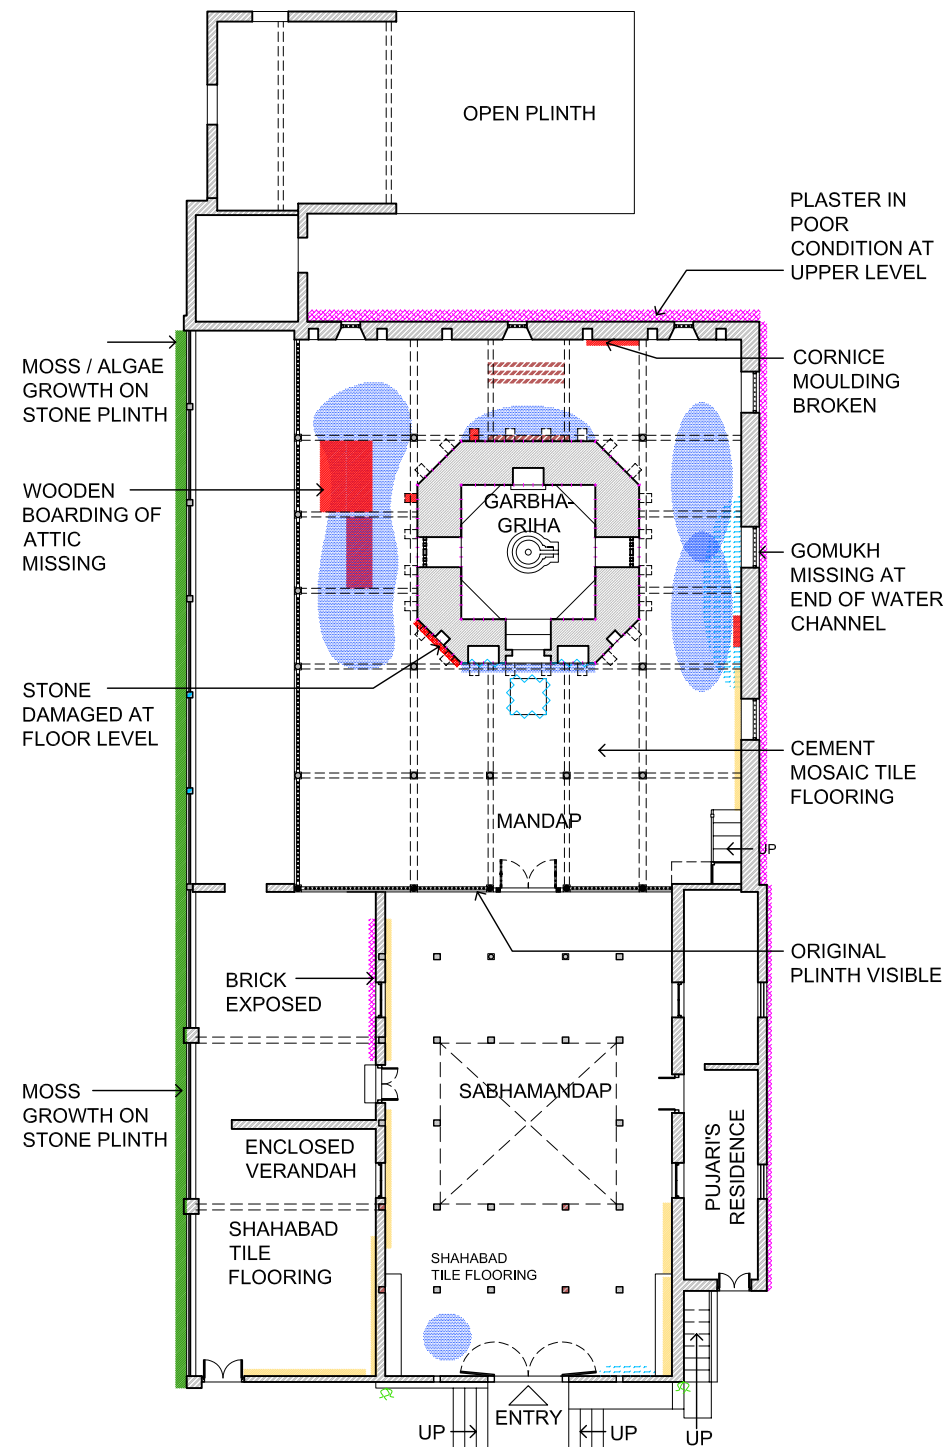 OPEN PLINTH
PLASTER IN
POOR
CONDITION AT
UPPER LEVEL
MOSS / ALGAE
GROWTH ON
STONE PLINTH
CORNICE
MOULDING
BROKEN
WOODEN
BOARDING OF
ATTIC
MISSING
GARBHA-
GRIHA
GOMUKH
MISSING AT
END OF WATER
CHANNEL
STONE
DAMAGED AT
FLOOR LEVEL
CEMENT
MOSAIC TILE
FLOORING
MANDAP
UP
ORIGINAL
PLINTH VISIBLE
BRICK
EXPOSED
MOSS
GROWTH ON
STONE PLINTH
SABHAMANDAP
ENCLOSED
VERANDAH
PUJARI'S
RESIDENCE
SHAHABAD
TILE
FLOORING
SHAHABAD
TILE FLOORING
ENTRY
UP
UP
UP